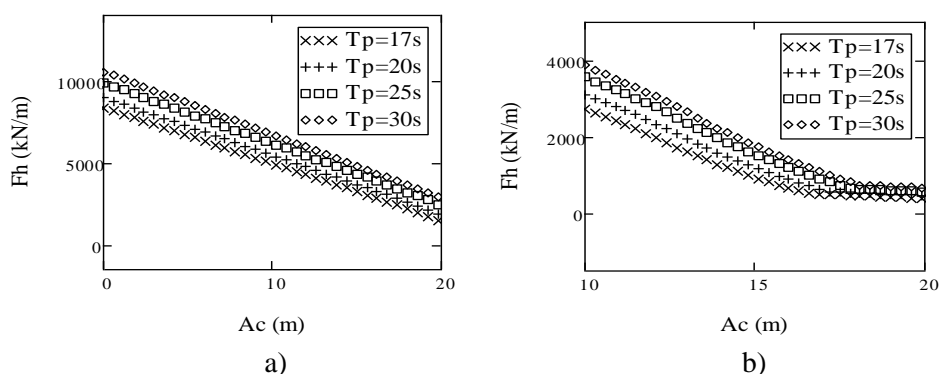 Fh (kN/m)
10000
5000
0
0
10
20
Ac (m)
Tp=17s
Tp=20s
Tp=25s
Tp=30s
a)
Fh (kN/m)
4000
2000
0
10
15
20
Ac (m)
Tp=17s
Tp=20s
Tp=25s
Tp=30s
b)